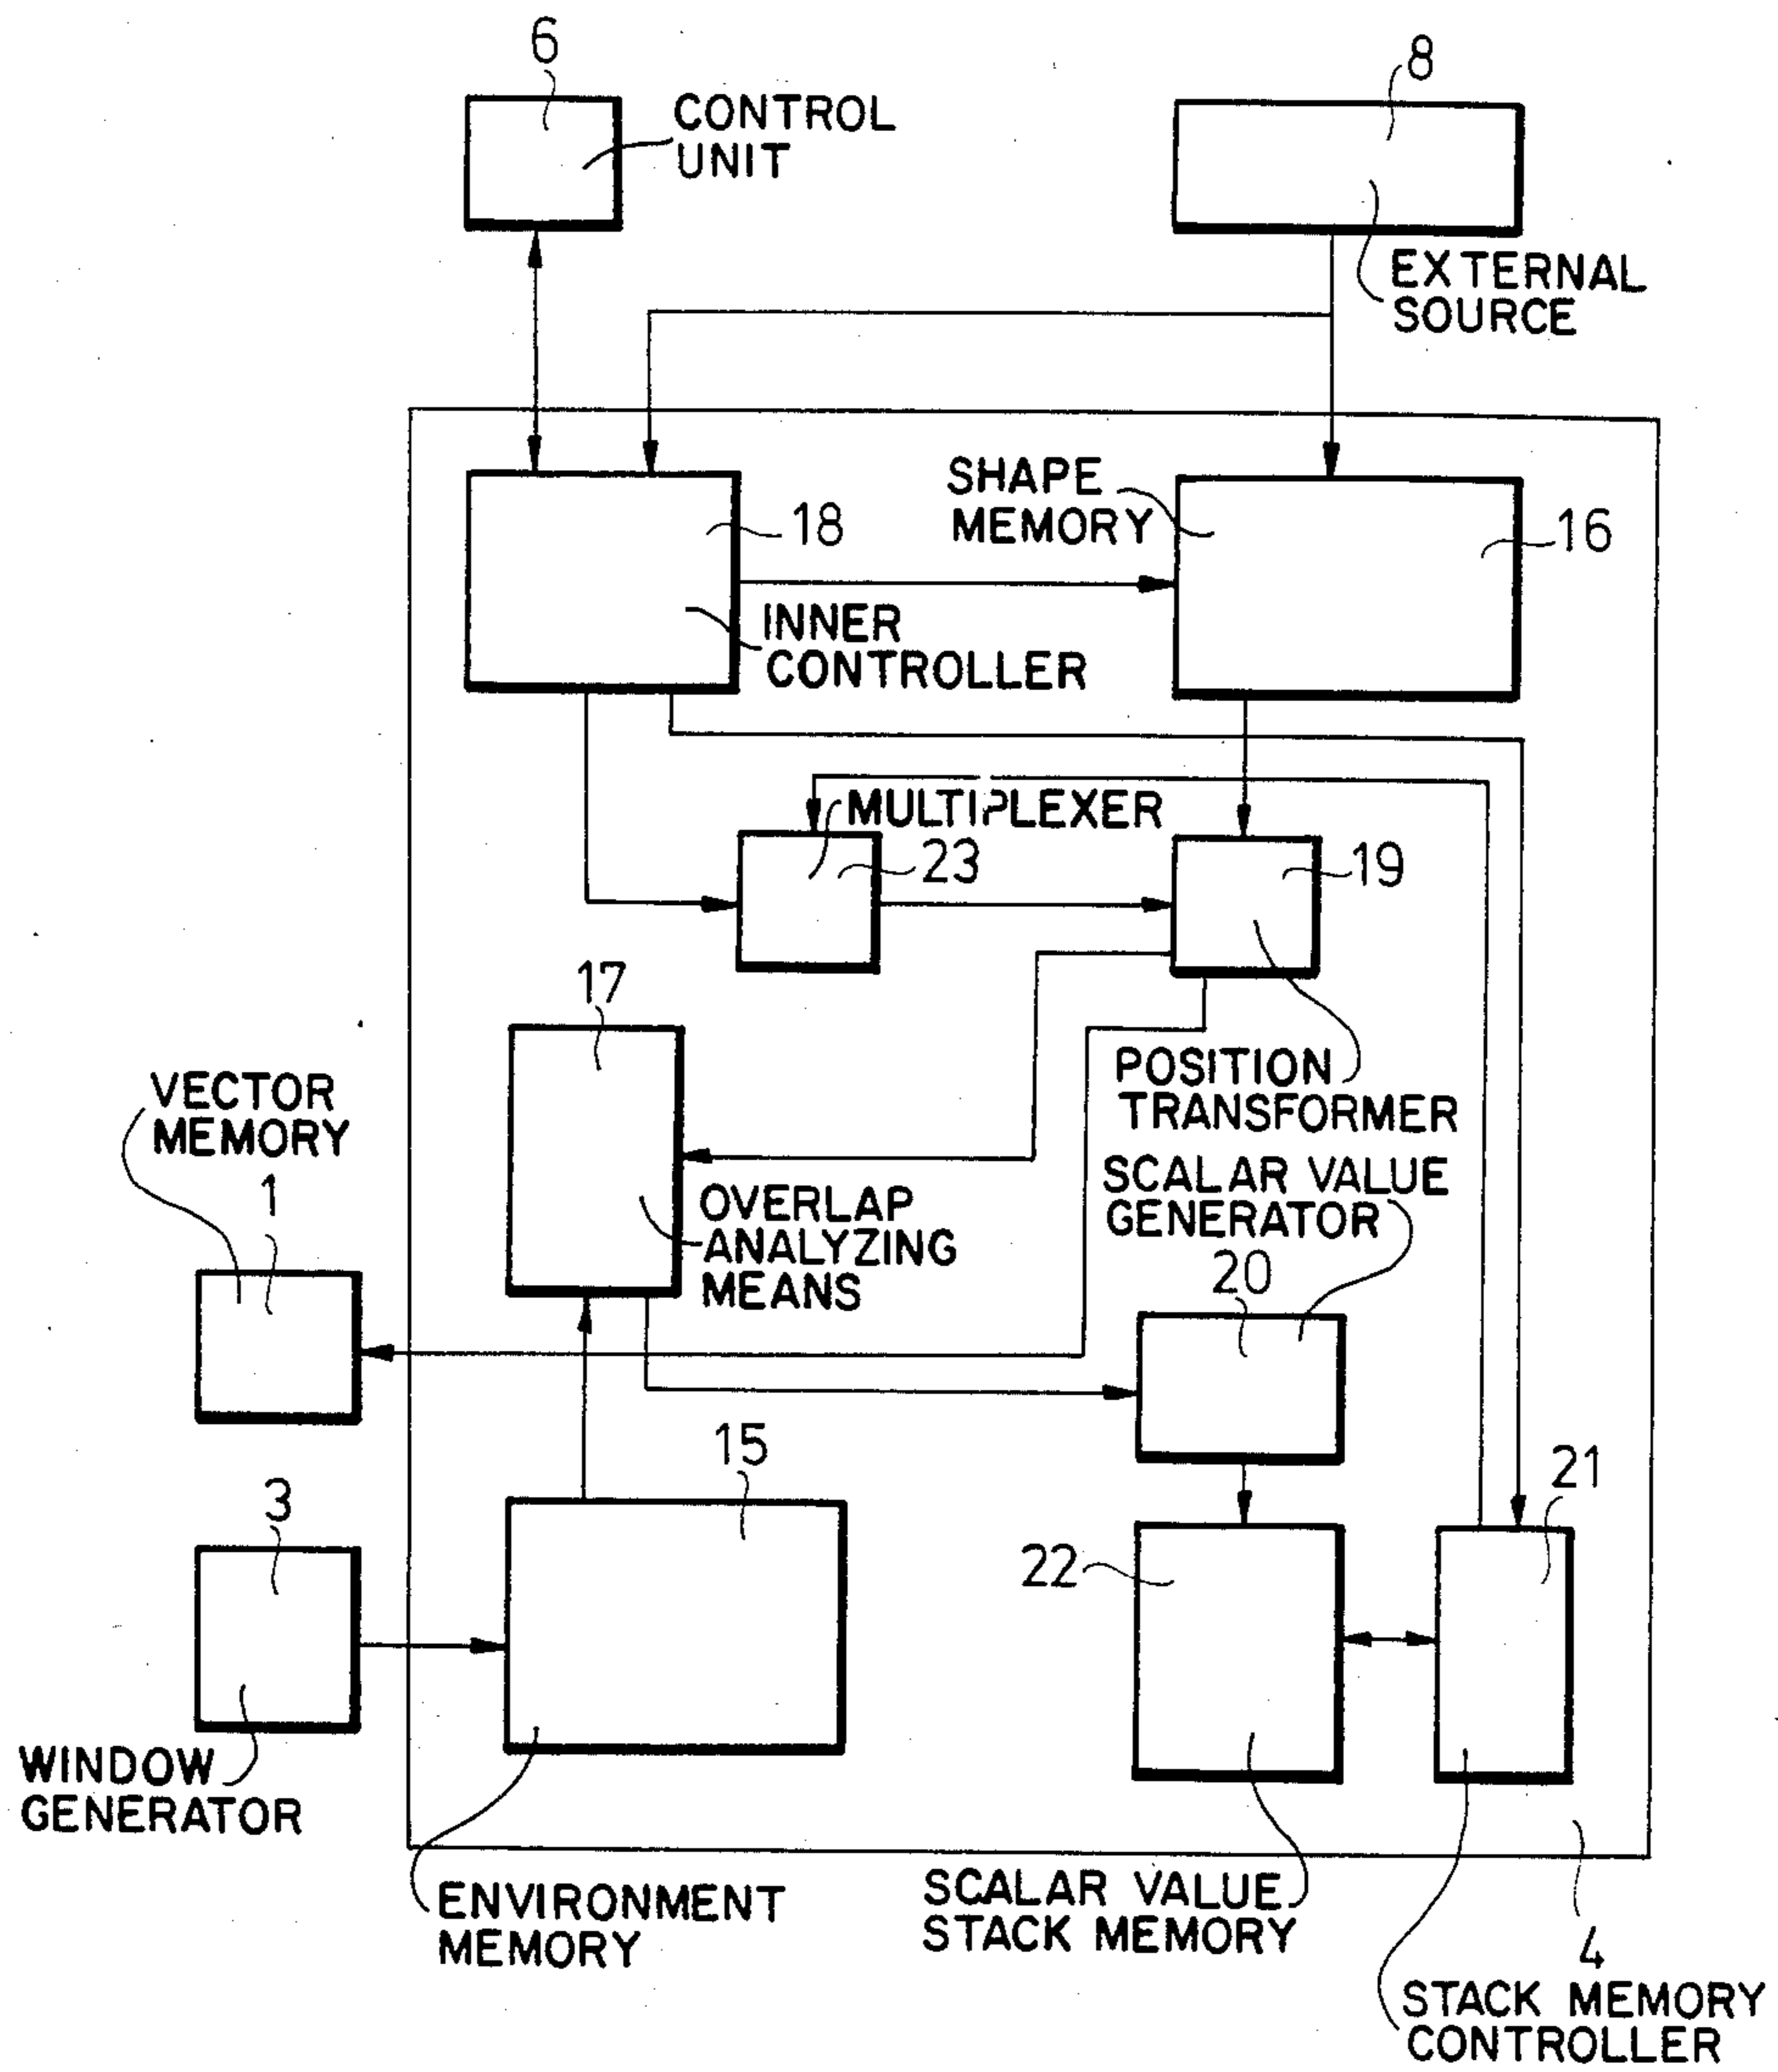 6
8
CONTROL
UNIT
EXTERNAL
SOURCE
SHAPE
MEMORY
18
16
INNER
CONTROLLER
MULTIPLEXER
23
19
17
POSITION
TRANSFORMER
VECTOR
MEMORY
1
OVERLAP
ANALYZING
MEANS
SCALAR VALUE
GENERATOR
20
15
21
3
22
WINDOW
GENERATOR
ENVIRONMENT
MEMORY
SCALAR VALUE
STACK MEMORY
4
STACK MEMORY
CONTROLLER